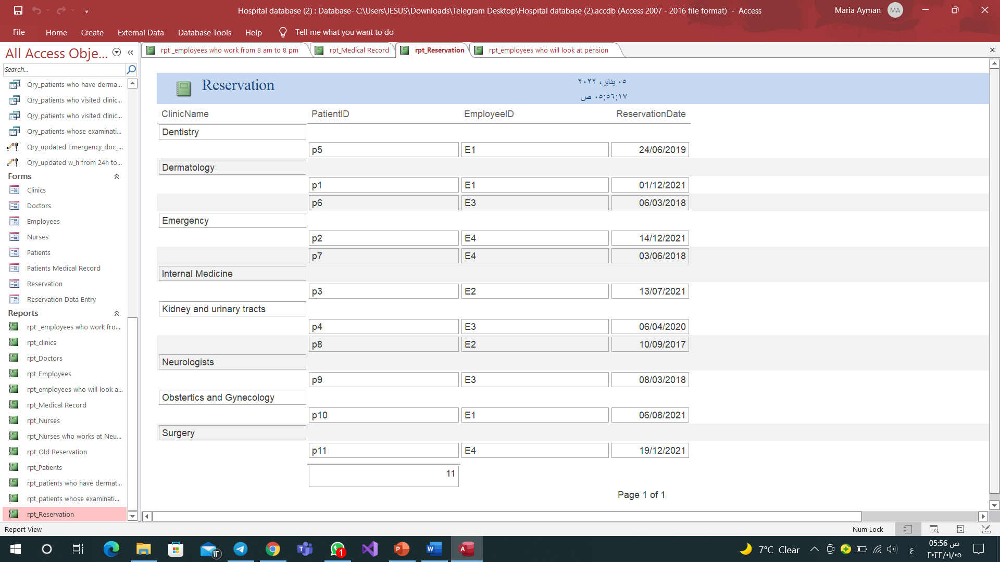 Hospital database (2) : Database- C:\Users\JESUS\Downloads\Telegram Desktop\Hospital database (2).accdb (Access 2007 - 2016 file format) - Access
Maria Ayman MA
File Home Create External Data Database Tools Help Tell me what you want to do
All Access Obje...
Search...
Qry_patients who have derma...
Qry_patients who visited clinic...
Qry_patients who visited clinic...
Qry_patients whose examinati...
Qry_updated Emergency_doc_...
Qry_updated w_h from 24h to...
Forms
Clinics
Doctors
Employees
Nurses
Patients
Patients Medical Record
Reservation
Reservation Data Entry
Reports
rpt _employees who work fro...
rpt_clinics
rpt_Doctors
rpt_Employees
rpt_employees who will look a...
rpt_Medical Record
rpt_Nurses
rpt_Nurses who works at Neu...
rpt_Old Reservation
rpt_Patients
rpt_patients who have dermat...
rpt_patients whose examinati...
rpt_Reservation
rpt _employees who work from 8 am to 8 pm rpt_Medical Record rpt_Reservation rpt_employees who will look at pension
Reservation
٠٥ يناير، ٢٠٢٢
٠٥:٥٦:١٧ ص
ClinicName PatientID EmployeeID ReservationDate
Dentistry
p5 E1 24/06/2019
Dermatology
p1 E1 01/12/2021
p6 E3 06/03/2018
Emergency
p2 E4 14/12/2021
p7 E4 03/06/2018
Internal Medicine
p3 E2 13/07/2021
Kidney and urinary tracts
p4 E3 06/04/2020
p8 E2 10/09/2017
Neurologists
p9 E3 08/03/2018
Obstertics and Gynecology
p10 E1 06/08/2021
Surgery
p11 E4 19/12/2021
11
Page 1 of 1
Report View
Num Lock
١٣
1
7°C Clear
ع
05:56 ص
٢٠٢٢/٠١/٠٥